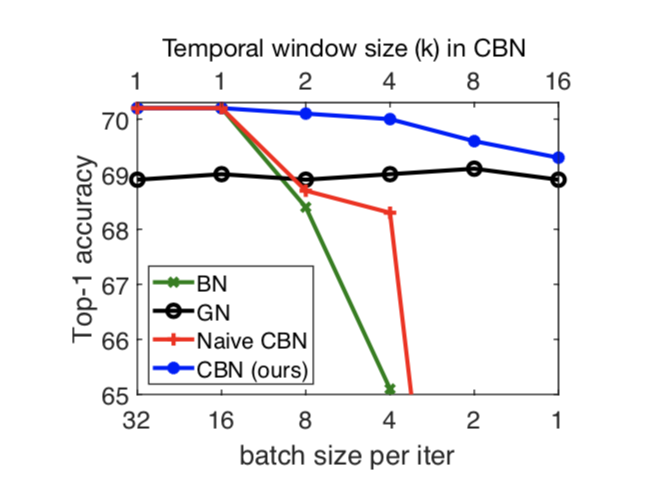 Temporal window size (k) in CBN
1 1 2 4 8 16
Top-1 accuracy
70
69
68
67
66
65
BN
GN
Naive CBN
CBN (ours)
32 16 8 4 2 1
batch size per iter